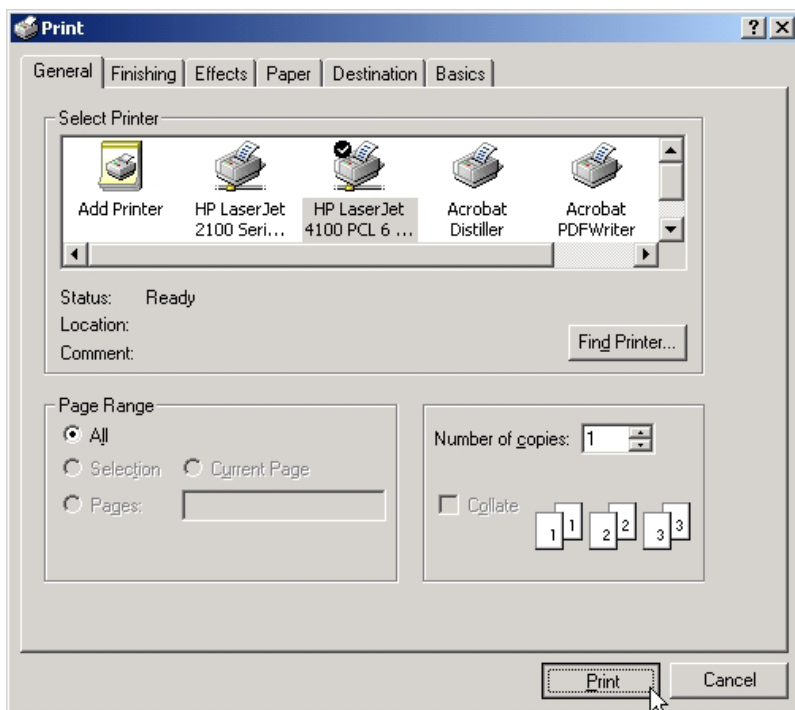 Print
General Finishing Effects Paper Destination Basics
Select Printer
Add Printer HP LaserJet 2100 Seri... HP LaserJet 4100 PCL 6 ... Acrobat Distiller Acrobat PDFWriter
Status: Ready
Location:
Comment:
Find Printer...
Page Range
All
Selection Current Page
Pages:
Number of copies: 1
Collate
1 1 2 2 3 3
Print Cancel